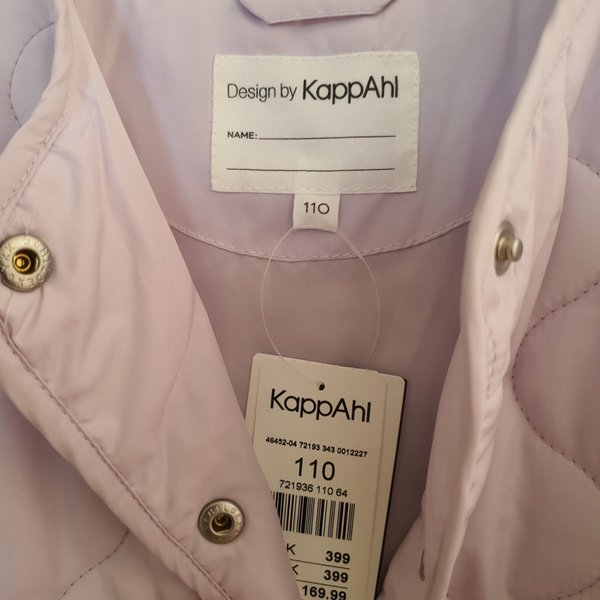 Design by KappAhl
NAME:
110
KappAhl
46452-04 72193 343 0012227
110
721936 110 64
K 399
K 399
169.99